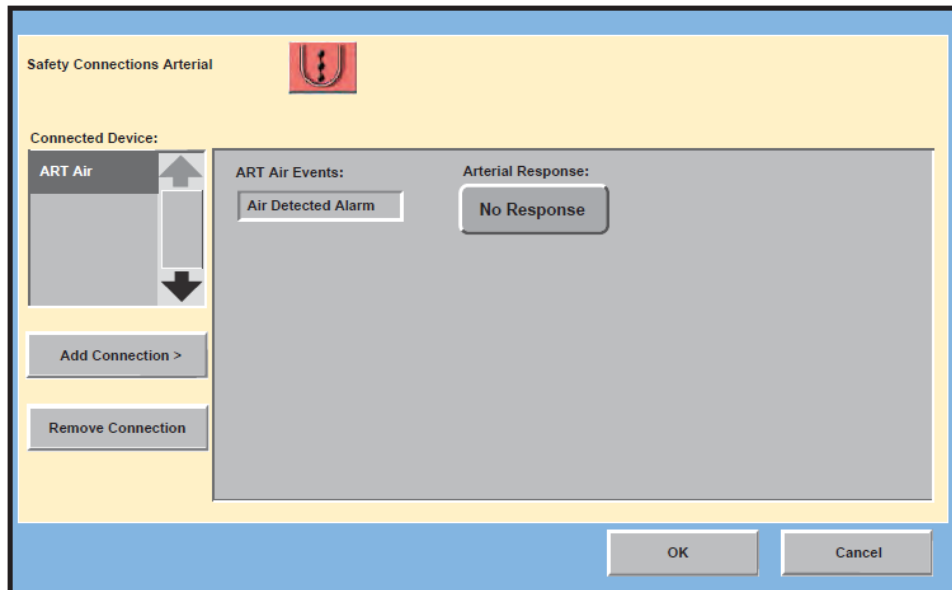 Safety Connections Arterial
Connected Device:
ART Air
ART Air Events:
Arterial Response:
Air Detected Alarm
No Response
Add Connection >
Remove Connection
OK
Cancel